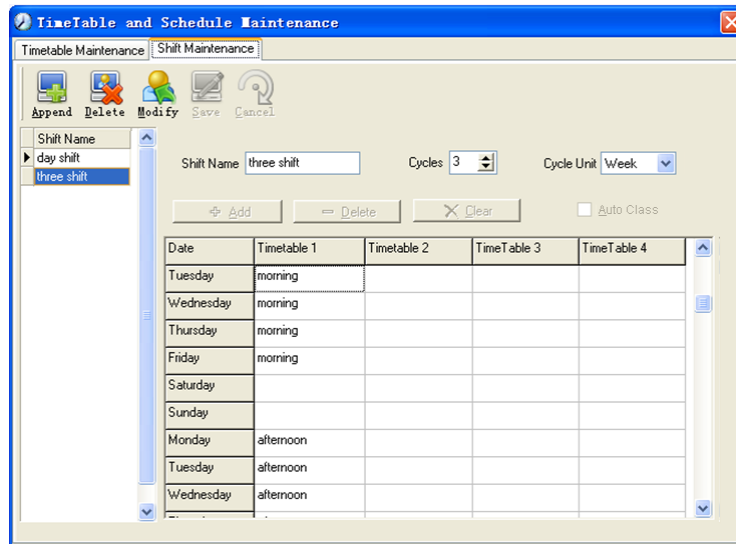 TimeTable and Schedule Maintenance
Timetable Maintenance Shift Maintenance
Append Delete Modify Save Cancel
Shift Name
day shift
three shift
Shift Name three shift Cycles 3 Cycle Unit Week
Add Delete Clear Auto Class
Date Timetable 1 Timetable 2 TimeTable 3 TimeTable 4
Tuesday morning
Wednesday morning
Thursday morning
Friday morning
Saturday
Sunday
Monday afternoon
Tuesday afternoon
Wednesday afternoon